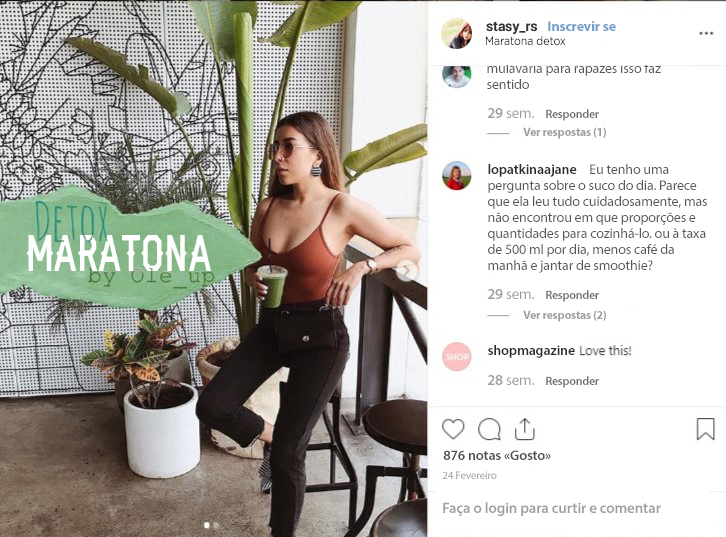 Detox
MARATONA
by Ole_up
stasy_rs Inscrevir se
Maratona detox
mulavaria para rapazes isso faz
sentido
29 sem. Responder
Ver respostas (1)
lopatkinaajane Eu tenho uma
pergunta sobre o suco do dia. Parece
que ela leu tudo cuidadosamente, mas
não encontrou em que proporções e
quantidades para cozinhá-lo. ou à taxa
de 500 ml por dia, menos café da
manhã e jantar de smoothie?
29 sem. Responder
Ver respostas (2)
SHOP
shopmagazine Love this!
28 sem. Responder
876 notas «Gosto»
24 Fevereiro
Faça o login para curtir e comentar